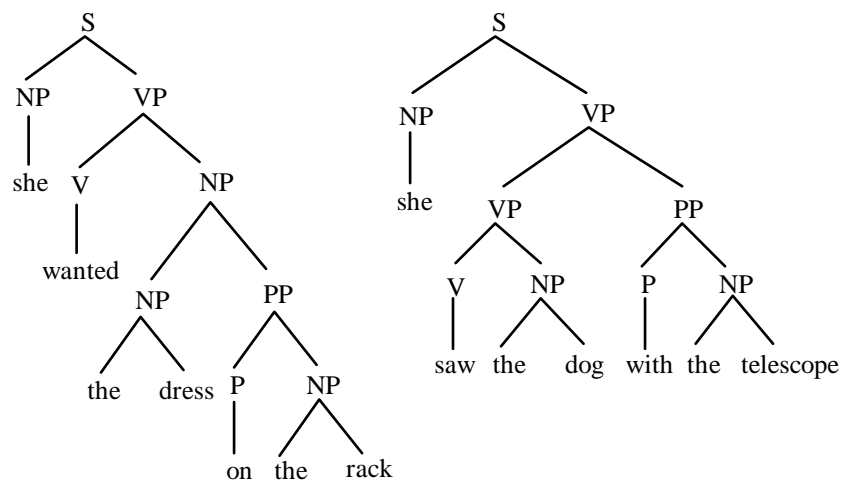 S
NP VP
she V NP
wanted
NP PP
the dress P NP
on the rack
S
NP VP
she
VP PP
V NP P NP
saw the dog with the telescope